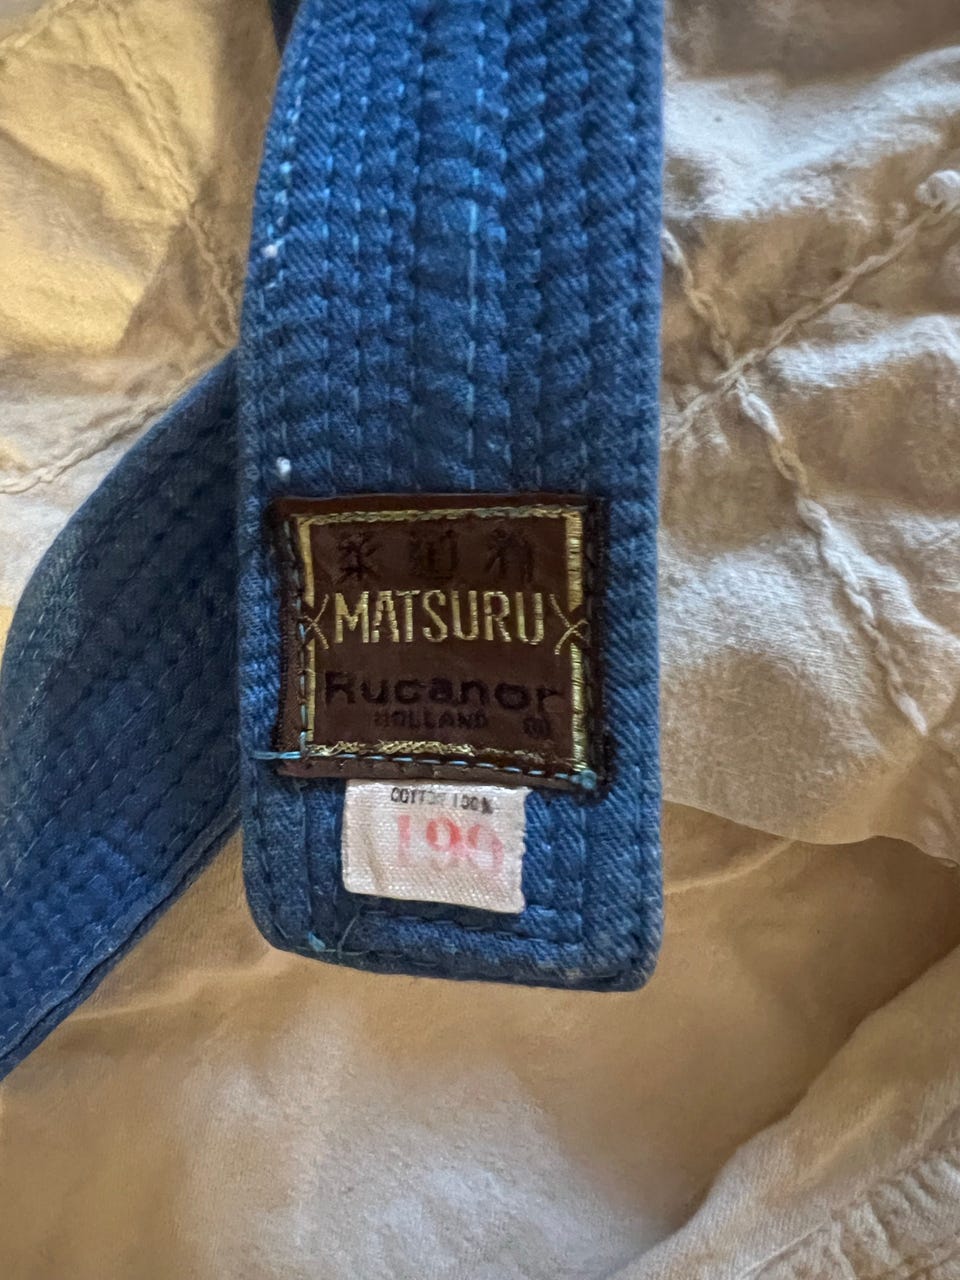 柔道着
MATSURU
Rucanor
HOLLAND ®
COTTON 100%
190